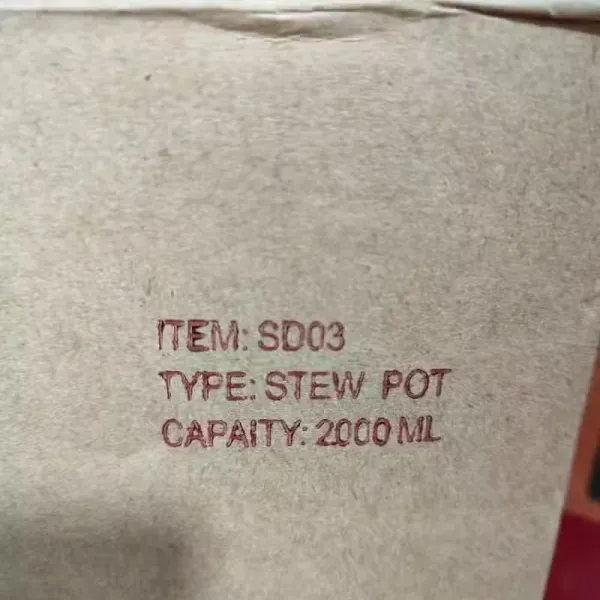 ITEM: SD03
TYPE: STEW POT
CAPAITY: 2000 ML